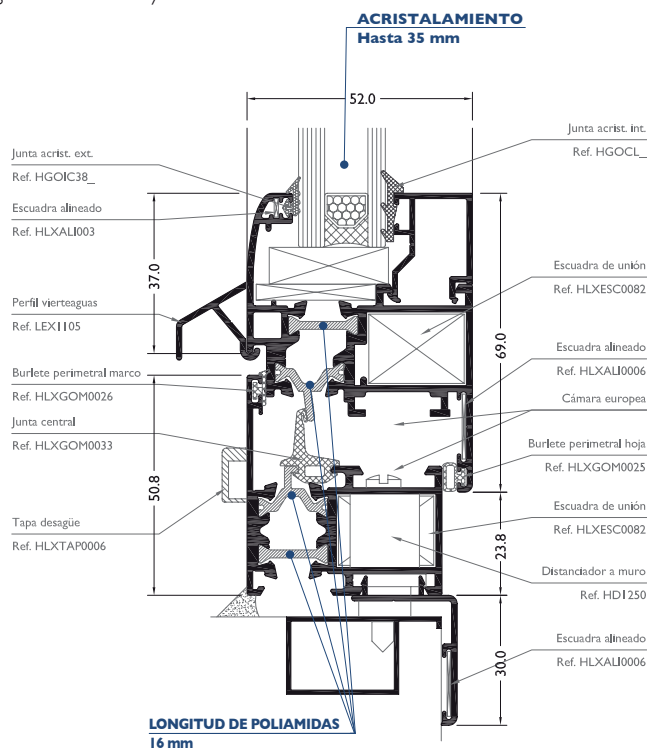 ACRISTALAMIENTO
Hasta 35 mm
52.0
Junta acrist. ext.
Ref. HGOIC38_
Escuadra alineado
Ref. HLXALI003
37.0
Perfil vierteaguas
Ref. LEX1105
Burlete perimetral marco
Ref. HLXGOM0026
Junta central
Ref. HLXGOM0033
50.8
Tapa desagüe
Ref. HLXTAP0006
Junta acrist. int.
Ref. HGOCL_
Escuadra de unión
Ref. HLXESC0082
69.0
Escuadra alineado
Ref. HLXALI0006
Cámara europea
Burlete perimetral hoja
Ref. HLXGOM0025
Escuadra de unión
Ref. HLXESC0082
23.8
Distanciador a muro
Ref. HD1250
Escuadra alineado
Ref. HLXALI0006
30.0
LONGITUD DE POLIAMIDAS
16 mm